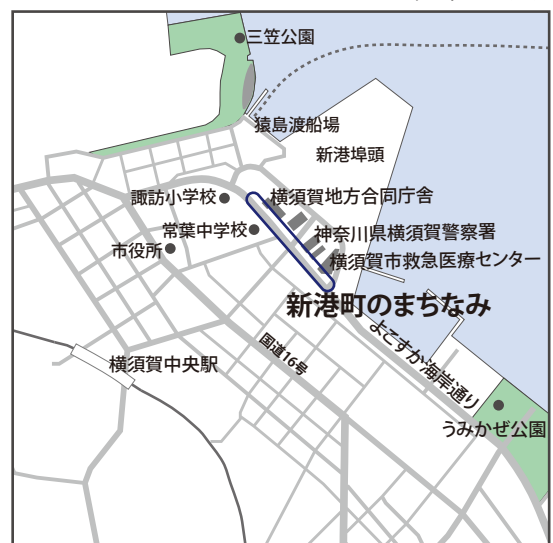 三笠公園
猿島渡船場
新港埠頭
諏訪小学校
横須賀地方合同庁舎
常葉中学校
神奈川県横須賀警察署
市役所
横須賀市救急医療センター
新港町のまちなみ
よこすか海岸通り
国道16号
横須賀中央駅
うみかぜ公園